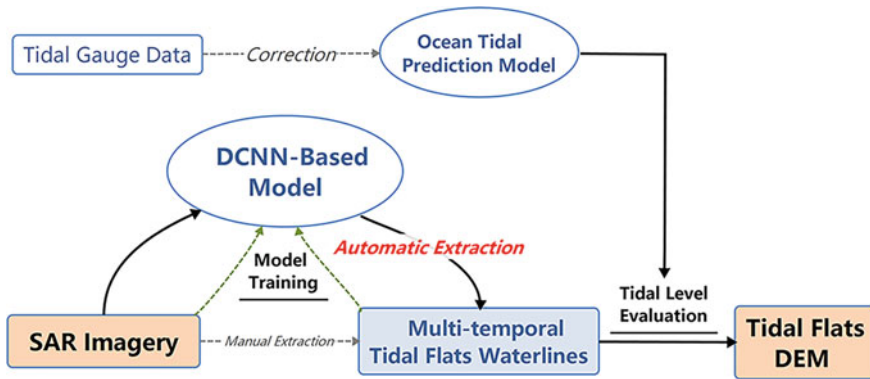 Tidal Gauge Data
Correction
Ocean Tidal
Prediction Model
DCNN-Based
Model
Automatic Extraction
Model
Training
Tidal Level
Evaluation
SAR Imagery
Manual Extraction
Multi-temporal
Tidal Flats Waterlines
Tidal Flats
DEM